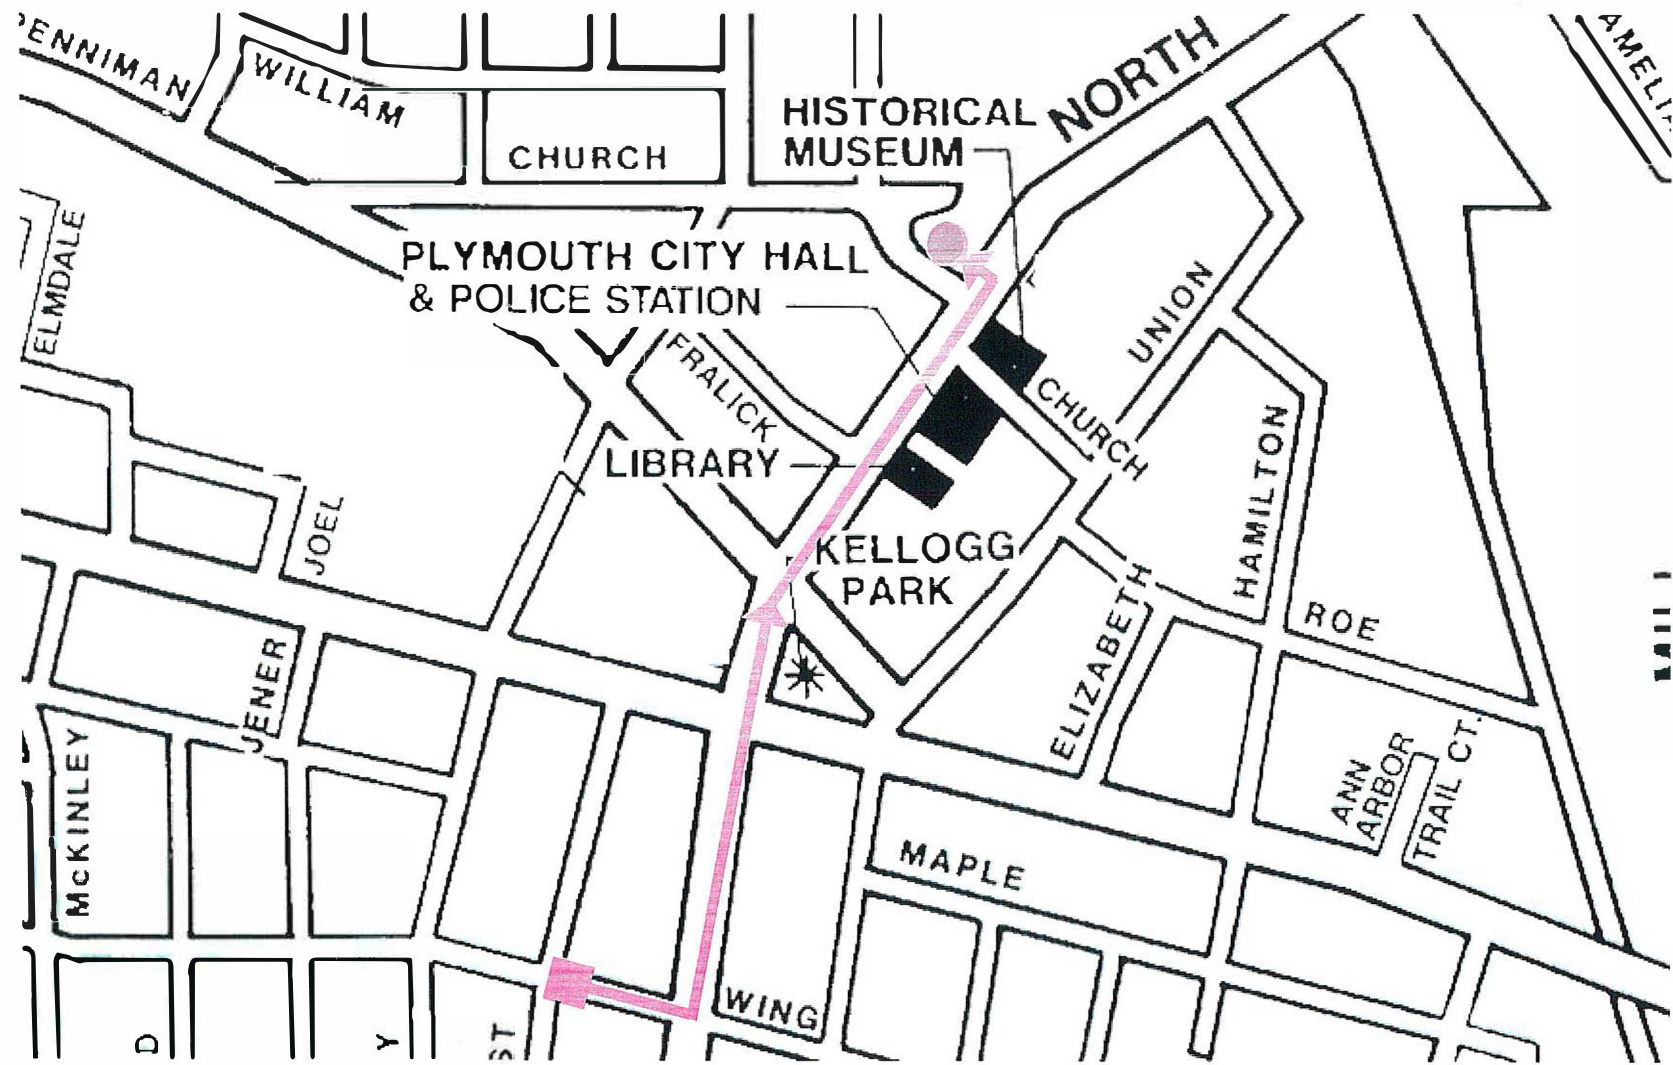 PENNIMAN
WILLIAM
CHURCH
HISTORICAL
MUSEUM
NORTH
ELMDALE
PLYMOUTH CITY HALL
& POLICE STATION
FRALICK
UNION
CHURCH
LIBRARY
HAMILTON
JOEL
KELLOGG
PARK
ELIZABETH
ROE
JENER
McKINLEY
ANN
ARBOR
TRAIL CT.
MAPLE
WING
D
Y
ST